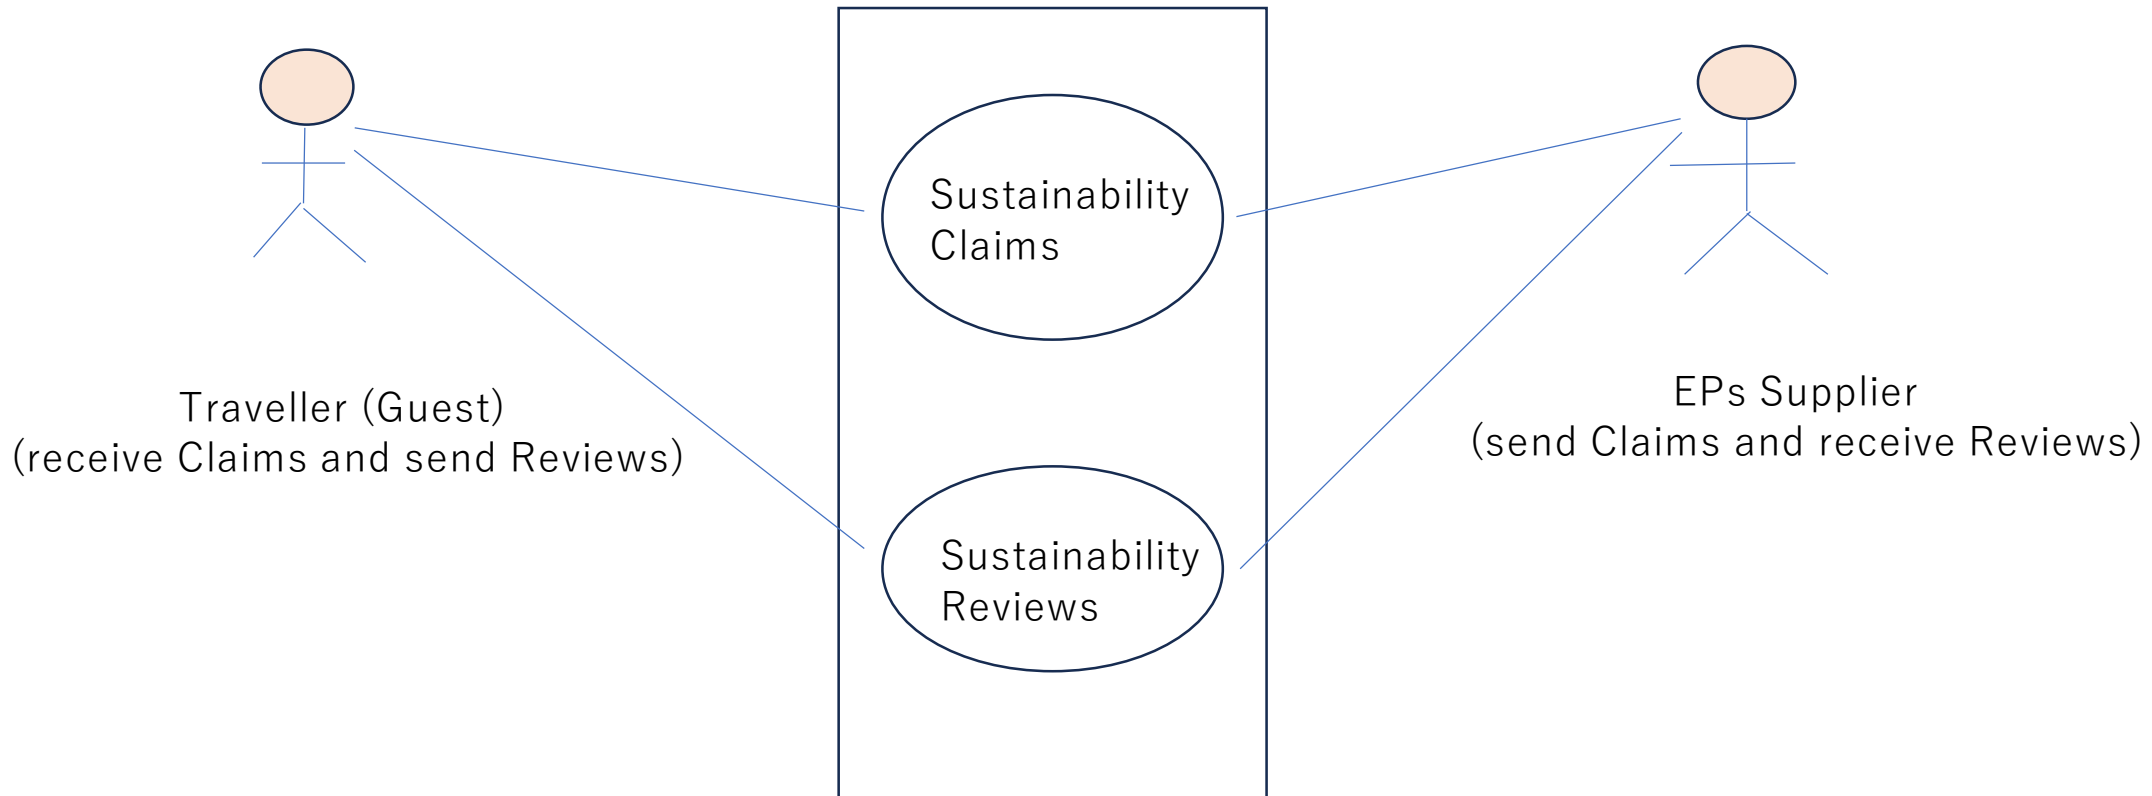 Sustainability
Claims
Traveller (Guest)
(receive Claims and send Reviews)
EPs Supplier
(send Claims and receive Reviews)
Sustainability
Reviews